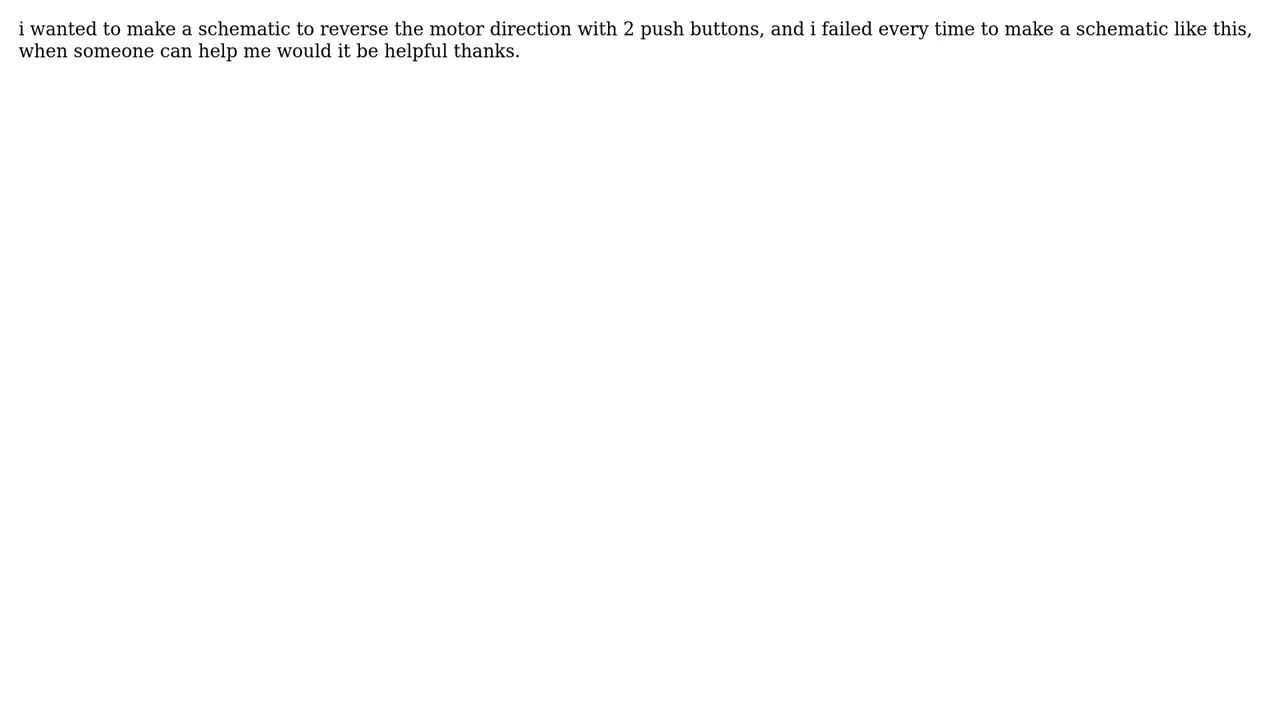 i wanted to make a schematic to reverse the motor direction with 2 push buttons, and i failed every time to make a schematic like this,
when someone can help me would it be helpful thanks.